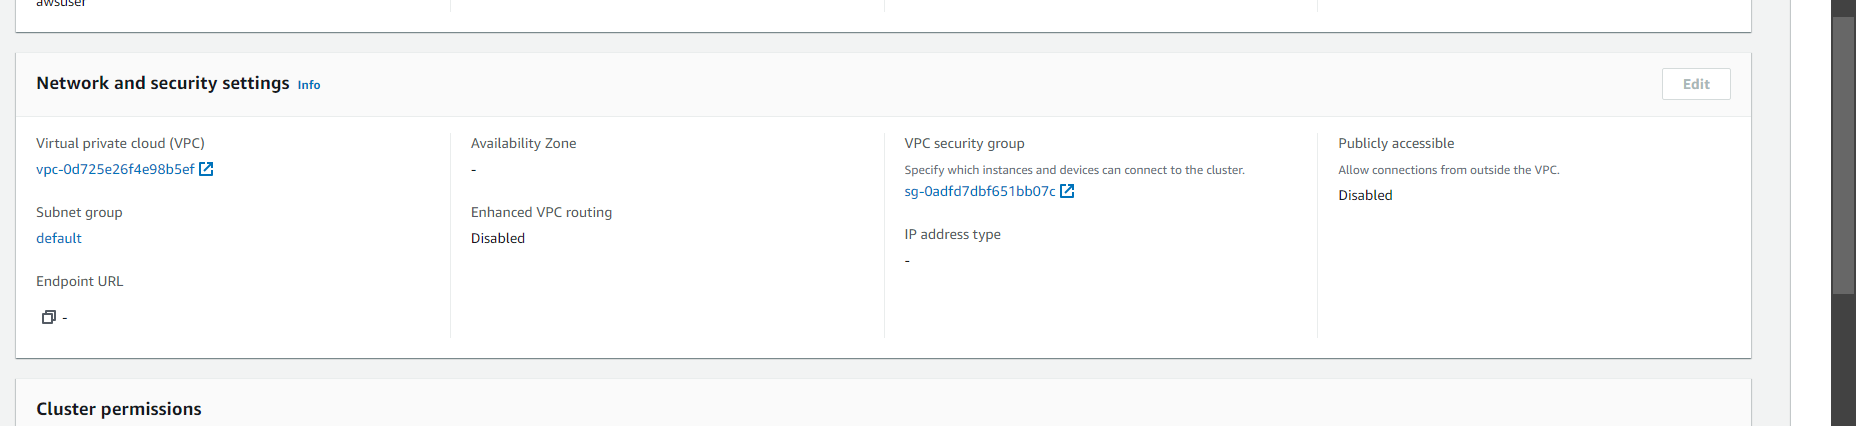 awsuser
Network and security settings Info
Edit
Virtual private cloud (VPC)
vpc-0d725e26f4e98b5ef
Subnet group
default
Endpoint URL
-
Availability Zone
-
Enhanced VPC routing
Disabled
VPC security group
Specify which instances and devices can connect to the cluster.
sg-0adfd7dbf651bb07c
IP address type
-
Publicly accessible
Allow connections from outside the VPC.
Disabled
Cluster permissions